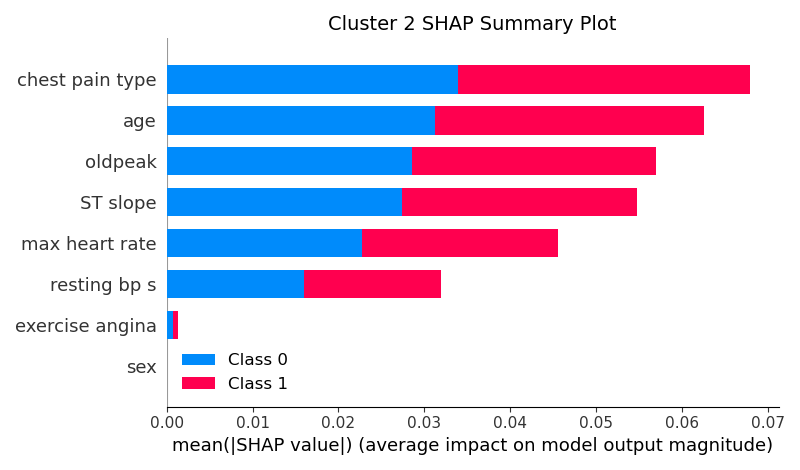 Cluster 2 SHAP Summary Plot
chest pain type
age
oldpeak
ST slope
max heart rate
resting bp s
exercise angina
sex
Class 0
Class 1
0.00 0.01 0.02 0.03 0.04 0.05 0.06 0.07
mean(|SHAP value|) (average impact on model output magnitude)